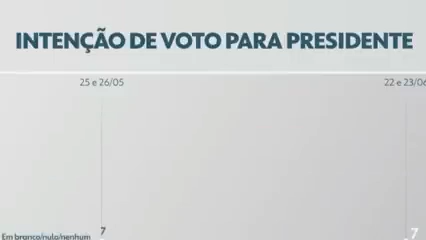 INTENÇÃO DE VOTO PARA PRESIDENTE
25 e 26/05 22 e 23/06
7 7
Em branco/nulo/nenhum